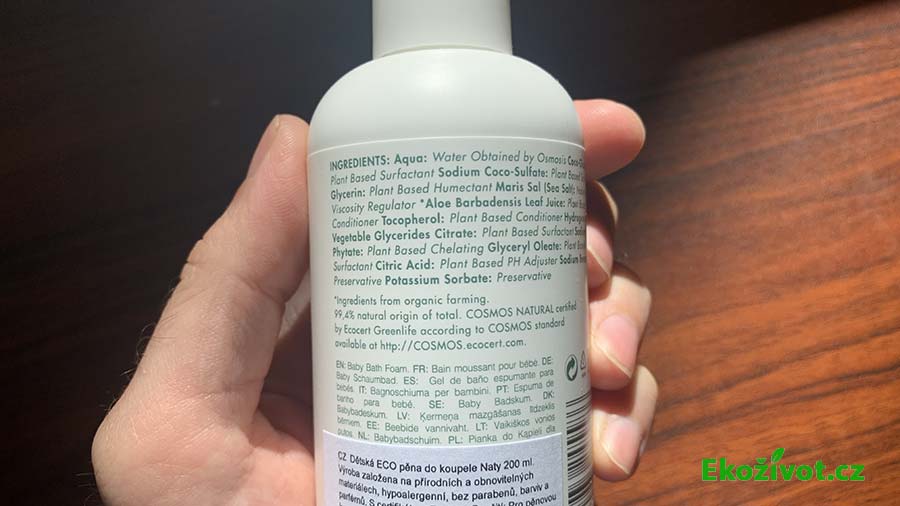 INGREDIENTS: Aqua: Water Obtained by Osmosis
Plant Based Surfactant Sodium Coco-Sulfate: Plant Based
Glycerin: Plant Based Humectant Maris Sal (Sea Salt):
Viscosity Regulator *Aloe Barbadensis Leaf Juice: Plant
Conditioner Tocopherol: Plant Based Conditioner
Vegetable Glycerides Citrate: Plant Based Surfactant
Phytate: Plant Based Chelating Glyceryl Oleate: Plant
Surfactant Citric Acid: Plant Based PH Adjuster Sodium
Preservative Potassium Sorbate: Preservative
*Ingredients from organic farming.
99,4% natural origin of total. COSMOS NATURAL certified
by Ecocert Greenlife according to COSMOS standard
available at http://COSMOS.ecocert.com.
EN: Baby Bath Foam. FR: Bain moussant pour bébé. DE:
Baby Schaumbad. ES: Gel de baño espumante para
bebés. IT: Bagnoschiuma per bambini. PT: Espuma de
banho para bebé. SE: Baby Badskum. DK:
Babybadeskum. LV: Ķermeņa mazgāšanas līdzeklis
bērniem. EE: Beebide vannivaht. LT: Vaikiškos vonios
putos. NL: Babybadschuim. PL: Pianka do Kąpieli dla
CZ Dětská ECO pěna do koupele Naty 200 ml.
Výroba založena na přírodních a obnovitelných
materiálech, hypoalergenní, bez parabenů, barviv a
parfémů. S Pro pěnovou
Ekoživot.cz